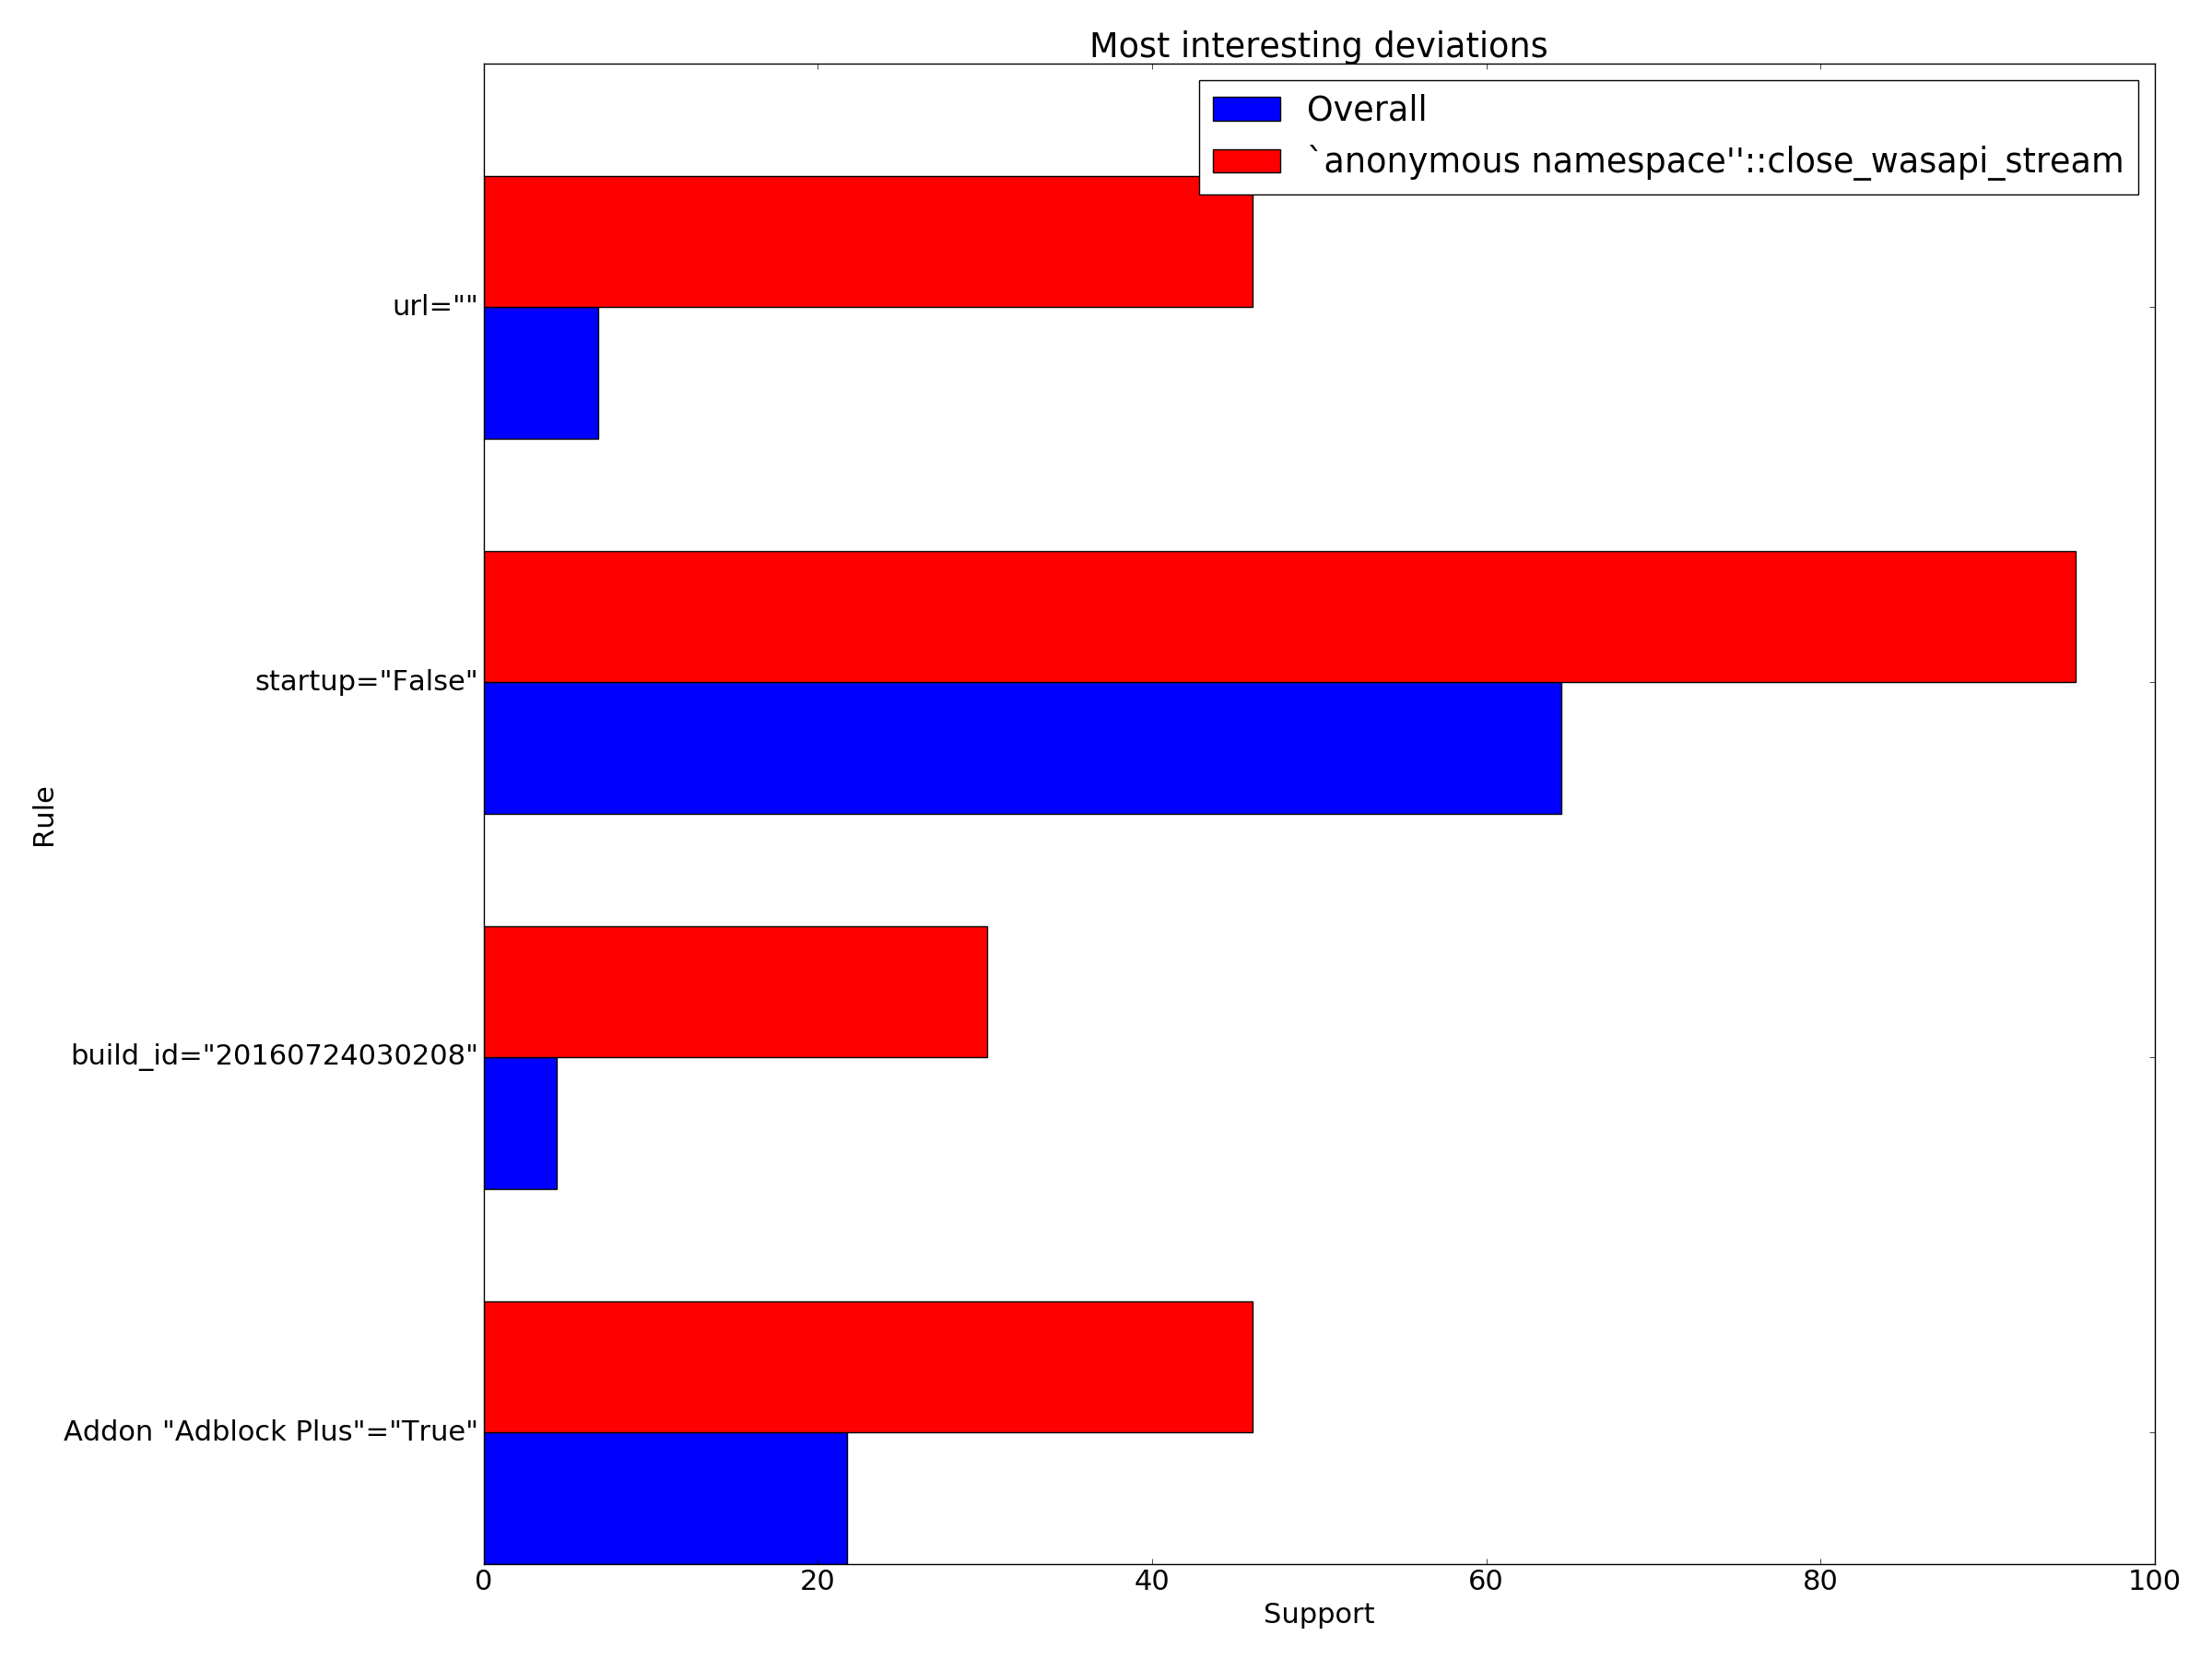 Most interesting deviations
Overall
`anonymous namespace''::close_wasapi_stream
url=""
startup="False"
Rule
build_id="20160724030208"
Addon "Adblock Plus"="True"
0 20 40 60 80 100
Support